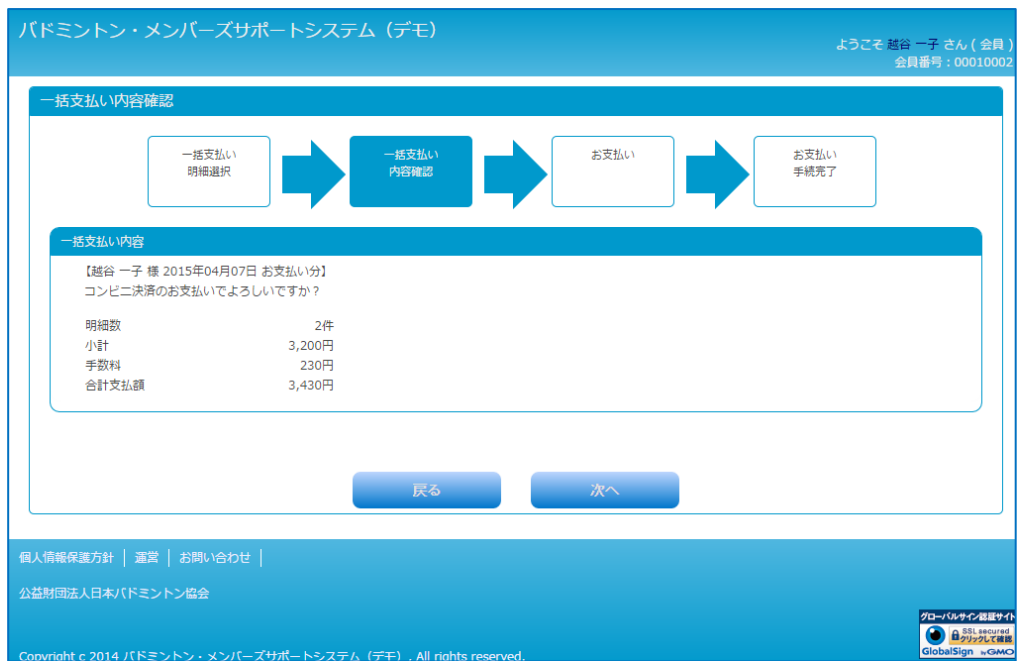 バドミントン・メンバーズサポートシステム（デモ）
ようこそ 越谷 一子 さん ( 会員 )
会員番号 : 00010002
一括支払い内容確認
一括支払い
明細選択
一括支払い
内容確認
お支払い
お支払い
手続完了
一括支払い内容
【越谷 一子 様 2015年04月07日 お支払い分】
コンビニ決済のお支払いでよろしいですか？
明細数 2件
小計 3,200円
手数料 230円
合計支払額 3,430円
戻る 次へ
個人情報保護方針 │ 運営 │ お問い合わせ │
公益財団法人日本バドミントン協会
グローバルサイン認証サイト
SSL secured
クリックして確認
GlobalSign by GMO
Copyright c 2014 バドミントン・メンバーズサポートシステム（デモ）. All rights reserved.